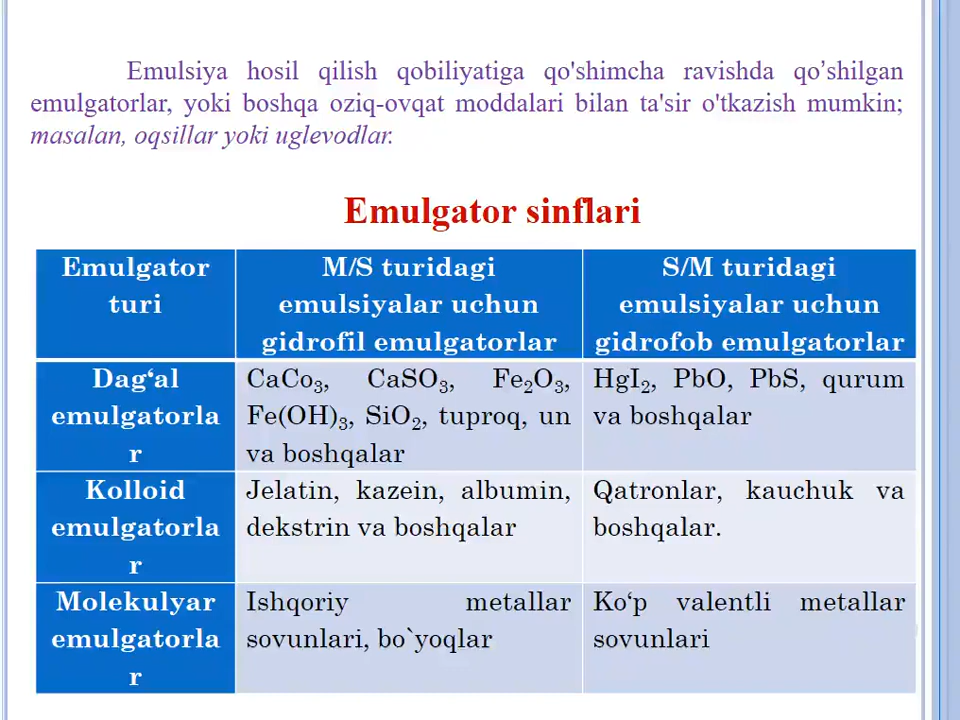 Emulsiya hosil qilish qobiliyatiga qo'shimcha ravishda qo’shilgan
emulgatorlar, yoki boshqa oziq-ovqat moddalari bilan ta'sir o'tkazish mumkin;
masalan, oqsillar yoki uglevodlar.
Emulgator sinflari
Emulgator
turi
M/S turidagi
emulsiyalar uchun
gidrofil emulgatorlar
S/M turidagi
emulsiyalar uchun
gidrofob emulgatorlar
Dag‘al
emulgatorla
r
CaCo₃, CaSO₃, Fe₂O₃,
Fe(OH)₃, SiO₂, tuproq, un
va boshqalar
HgI₂, PbO, PbS, qurum
va boshqalar
Kolloid
emulgatorla
r
Jelatin, kazein, albumin,
dekstrin va boshqalar
Qatronlar, kauchuk va
boshqalar.
Molekulyar
emulgatorla
r
Ishqoriy metallar
sovunlari, bo`yoqlar
Ko‘p valentli metallar
sovunlari